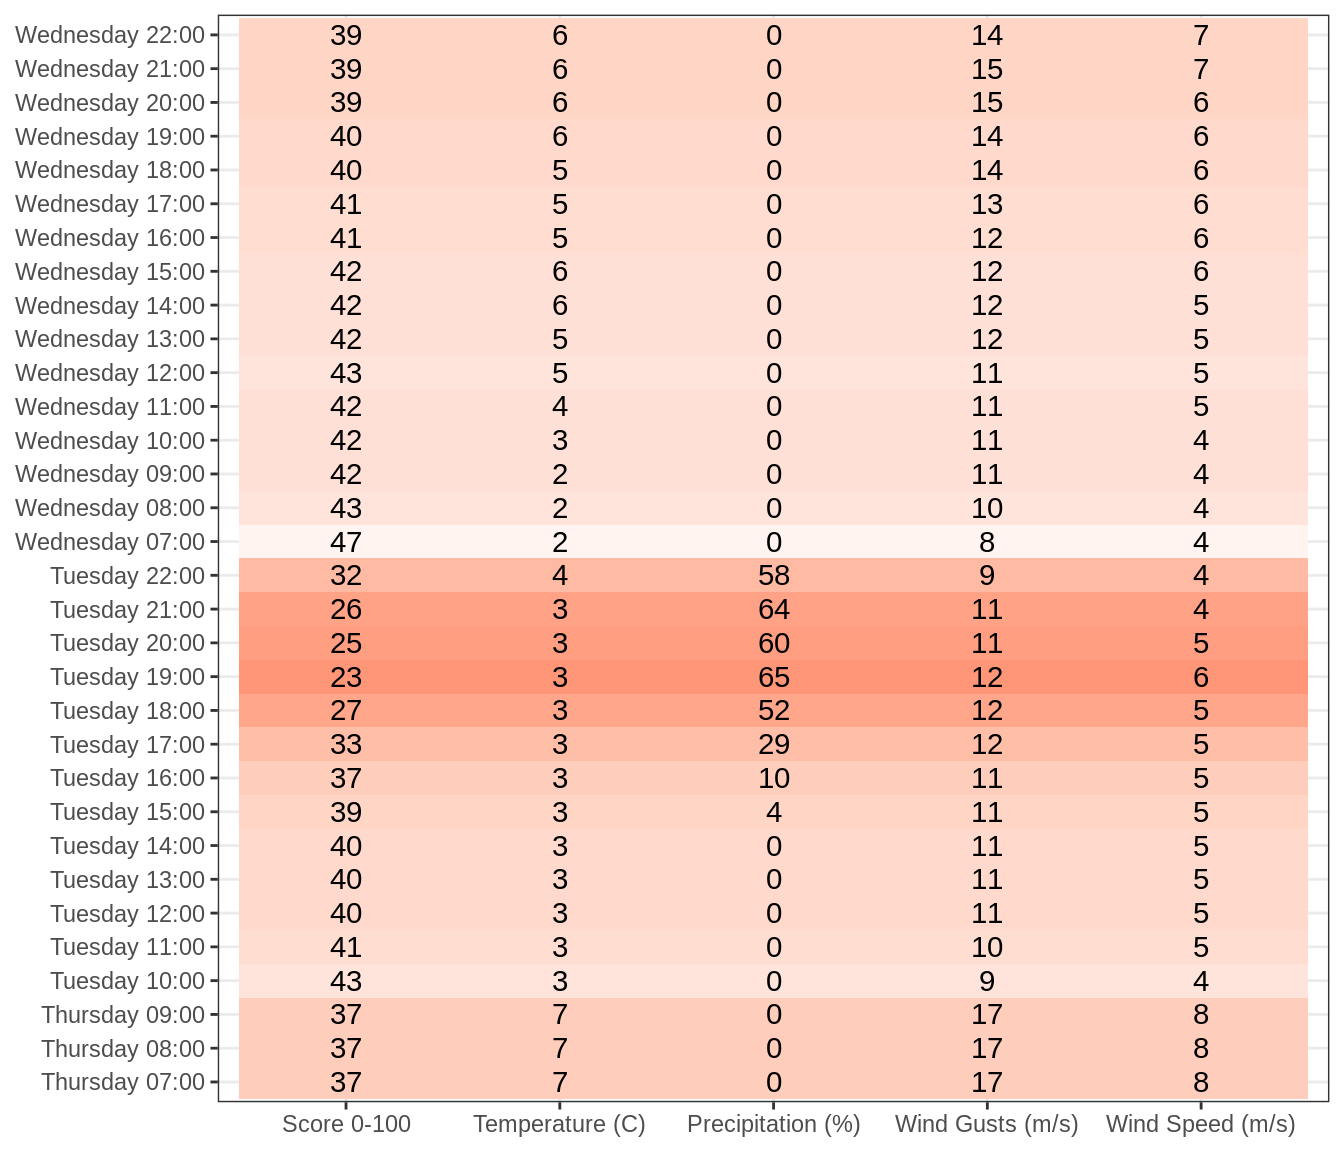 Wednesday 22:00 39 6 0 14 7
Wednesday 21:00 39 6 0 15 7
Wednesday 20:00 39 6 0 15 6
Wednesday 19:00 40 6 0 14 6
Wednesday 18:00 40 5 0 14 6
Wednesday 17:00 41 5 0 13 6
Wednesday 16:00 41 5 0 12 6
Wednesday 15:00 42 6 0 12 6
Wednesday 14:00 42 6 0 12 5
Wednesday 13:00 42 5 0 12 5
Wednesday 12:00 43 5 0 11 5
Wednesday 11:00 42 4 0 11 5
Wednesday 10:00 42 3 0 11 4
Wednesday 09:00 42 2 0 11 4
Wednesday 08:00 43 2 0 10 4
Wednesday 07:00 47 2 0 8 4
Tuesday 22:00 32 4 58 9 4
Tuesday 21:00 26 3 64 11 4
Tuesday 20:00 25 3 60 11 5
Tuesday 19:00 23 3 65 12 6
Tuesday 18:00 27 3 52 12 5
Tuesday 17:00 33 3 29 12 5
Tuesday 16:00 37 3 10 11 5
Tuesday 15:00 39 3 4 11 5
Tuesday 14:00 40 3 0 11 5
Tuesday 13:00 40 3 0 11 5
Tuesday 12:00 40 3 0 11 5
Tuesday 11:00 41 3 0 10 5
Tuesday 10:00 43 3 0 9 4
Thursday 09:00 37 7 0 17 8
Thursday 08:00 37 7 0 17 8
Thursday 07:00 37 7 0 17 8
Score 0-100 Temperature (C) Precipitation (%) Wind Gusts (m/s) Wind Speed (m/s)